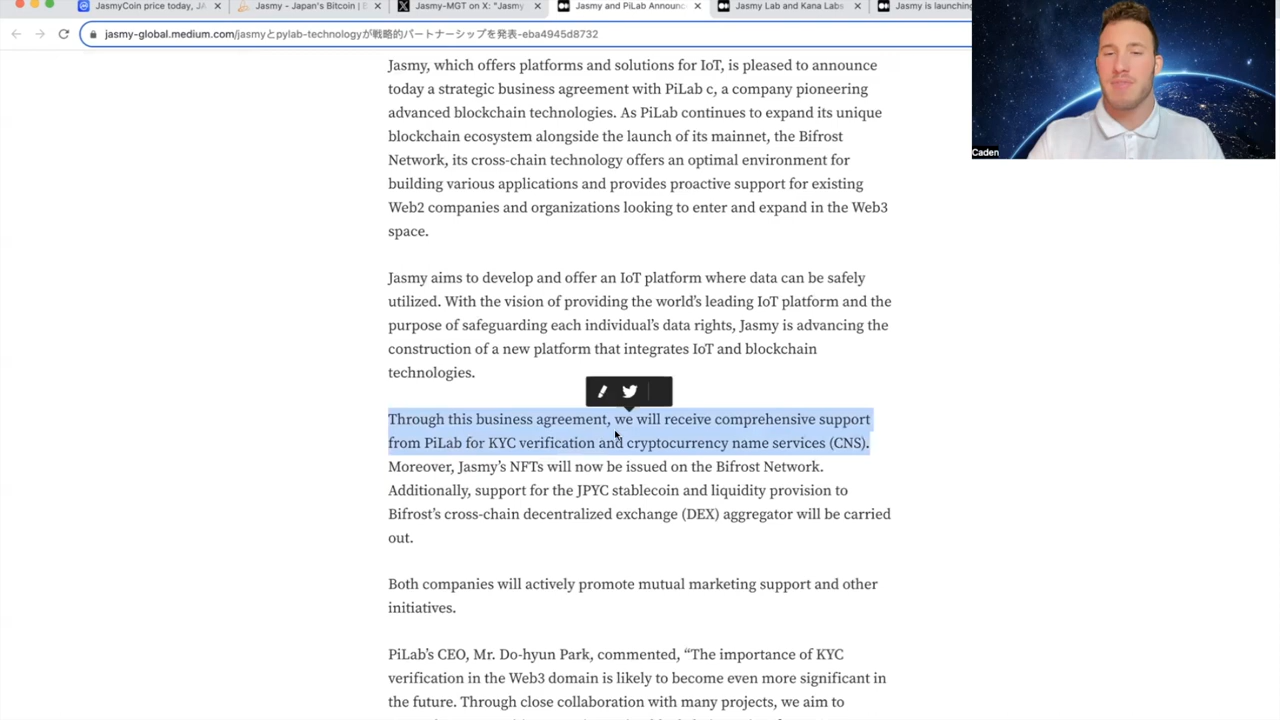 JasmyCoin price today, JA
Jasmy - Japan's Bitcoin | E
Jasmy-MGT on X: "Jasmy
Jasmy and PiLab Announc
Jasmy Lab and Kana Labs
Jasmy is launching
jasmy-global.medium.com/jasmyとpylab-technologyが戦略的パートナーシップを発表-eba4945d8732
Caden
Jasmy, which offers platforms and solutions for IoT, is pleased to announce
today a strategic business agreement with PiLab c, a company pioneering
advanced blockchain technologies. As PiLab continues to expand its unique
blockchain ecosystem alongside the launch of its mainnet, the Bifrost
Network, its cross-chain technology offers an optimal environment for
building various applications and provides proactive support for existing
Web2 companies and organizations looking to enter and expand in the Web3
space.
Jasmy aims to develop and offer an IoT platform where data can be safely
utilized. With the vision of providing the world's leading IoT platform and the
purpose of safeguarding each individual's data rights, Jasmy is advancing the
construction of a new platform that integrates IoT and blockchain
technologies.
Through this business agreement, we will receive comprehensive support
from PiLab for KYC verification and cryptocurrency name services (CNS).
Moreover, Jasmy's NFTs will now be issued on the Bifrost Network.
Additionally, support for the JPYC stablecoin and liquidity provision to
Bifrost's cross-chain decentralized exchange (DEX) aggregator will be carried
out.
Both companies will actively promote mutual marketing support and other
initiatives.
PiLab's CEO, Mr. Do-hyun Park, commented, "The importance of KYC
verification in the Web3 domain is likely to become even more significant in
the future. Through close collaboration with many projects, we aim to